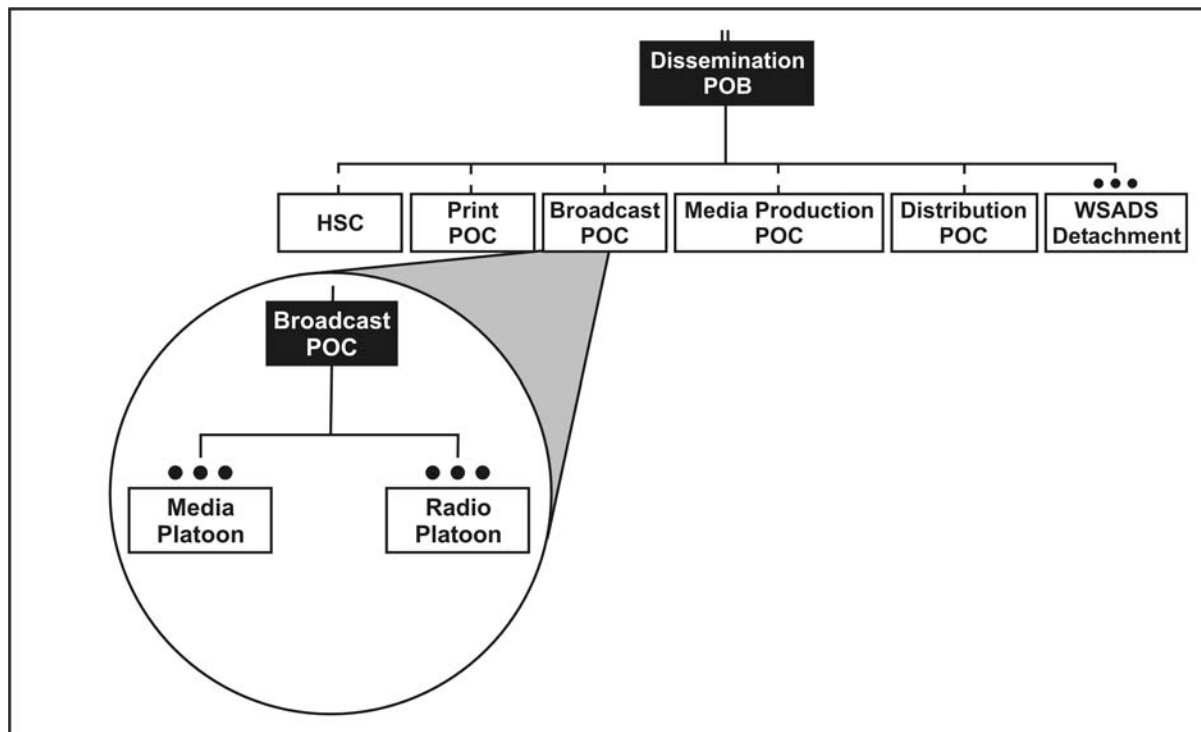 Dissemination
POB
HSC
Print
POC
Broadcast
POC
Media Production
POC
Distribution
POC
WSADS
Detachment
Broadcast
POC
Media
Platoon
Radio
Platoon